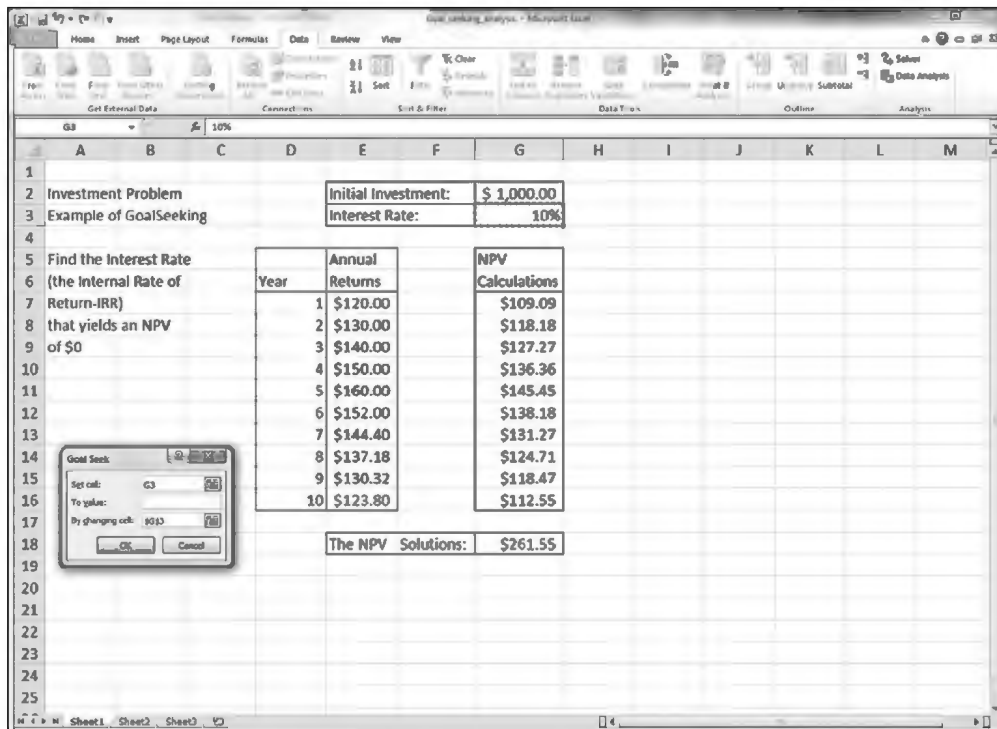 Goal_seeking_analysis - Microsoft Excel
Home Insert Page Layout Formulas Data Review View
Clear
Sort
Subtotal
Solver
Data Analysis
Get External Data Connections Sort & Filter Data Tools Outline Analysis
G3 fx 10%
A B C D E F G H I J K L M
1
2 Investment Problem Initial Investment: $ 1,000.00
3 Example of GoalSeeking Interest Rate: 10%
4
5 Find the Interest Rate Annual NPV
6 (the Internal Rate of Year Returns Calculations
7 Return-IRR) 1 $120.00 $109.09
8 that yields an NPV 2 $130.00 $118.18
9 of $0 3 $140.00 $127.27
10 4 $150.00 $136.36
11 5 $160.00 $145.45
12 6 $152.00 $138.18
13 7 $144.40 $131.27
14 8 $137.18 $124.71
15 9 $130.32 $118.47
16 10 $123.80 $112.55
17
18 The NPV Solutions: $261.55
19
20
21
22
23
24
25
Goal Seek
Set cell: G3
To value:
By changing cell: $G$3
OK Cancel
Sheet1 Sheet2 Sheet3